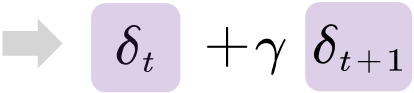 δ_t + γ δ_{t+1}